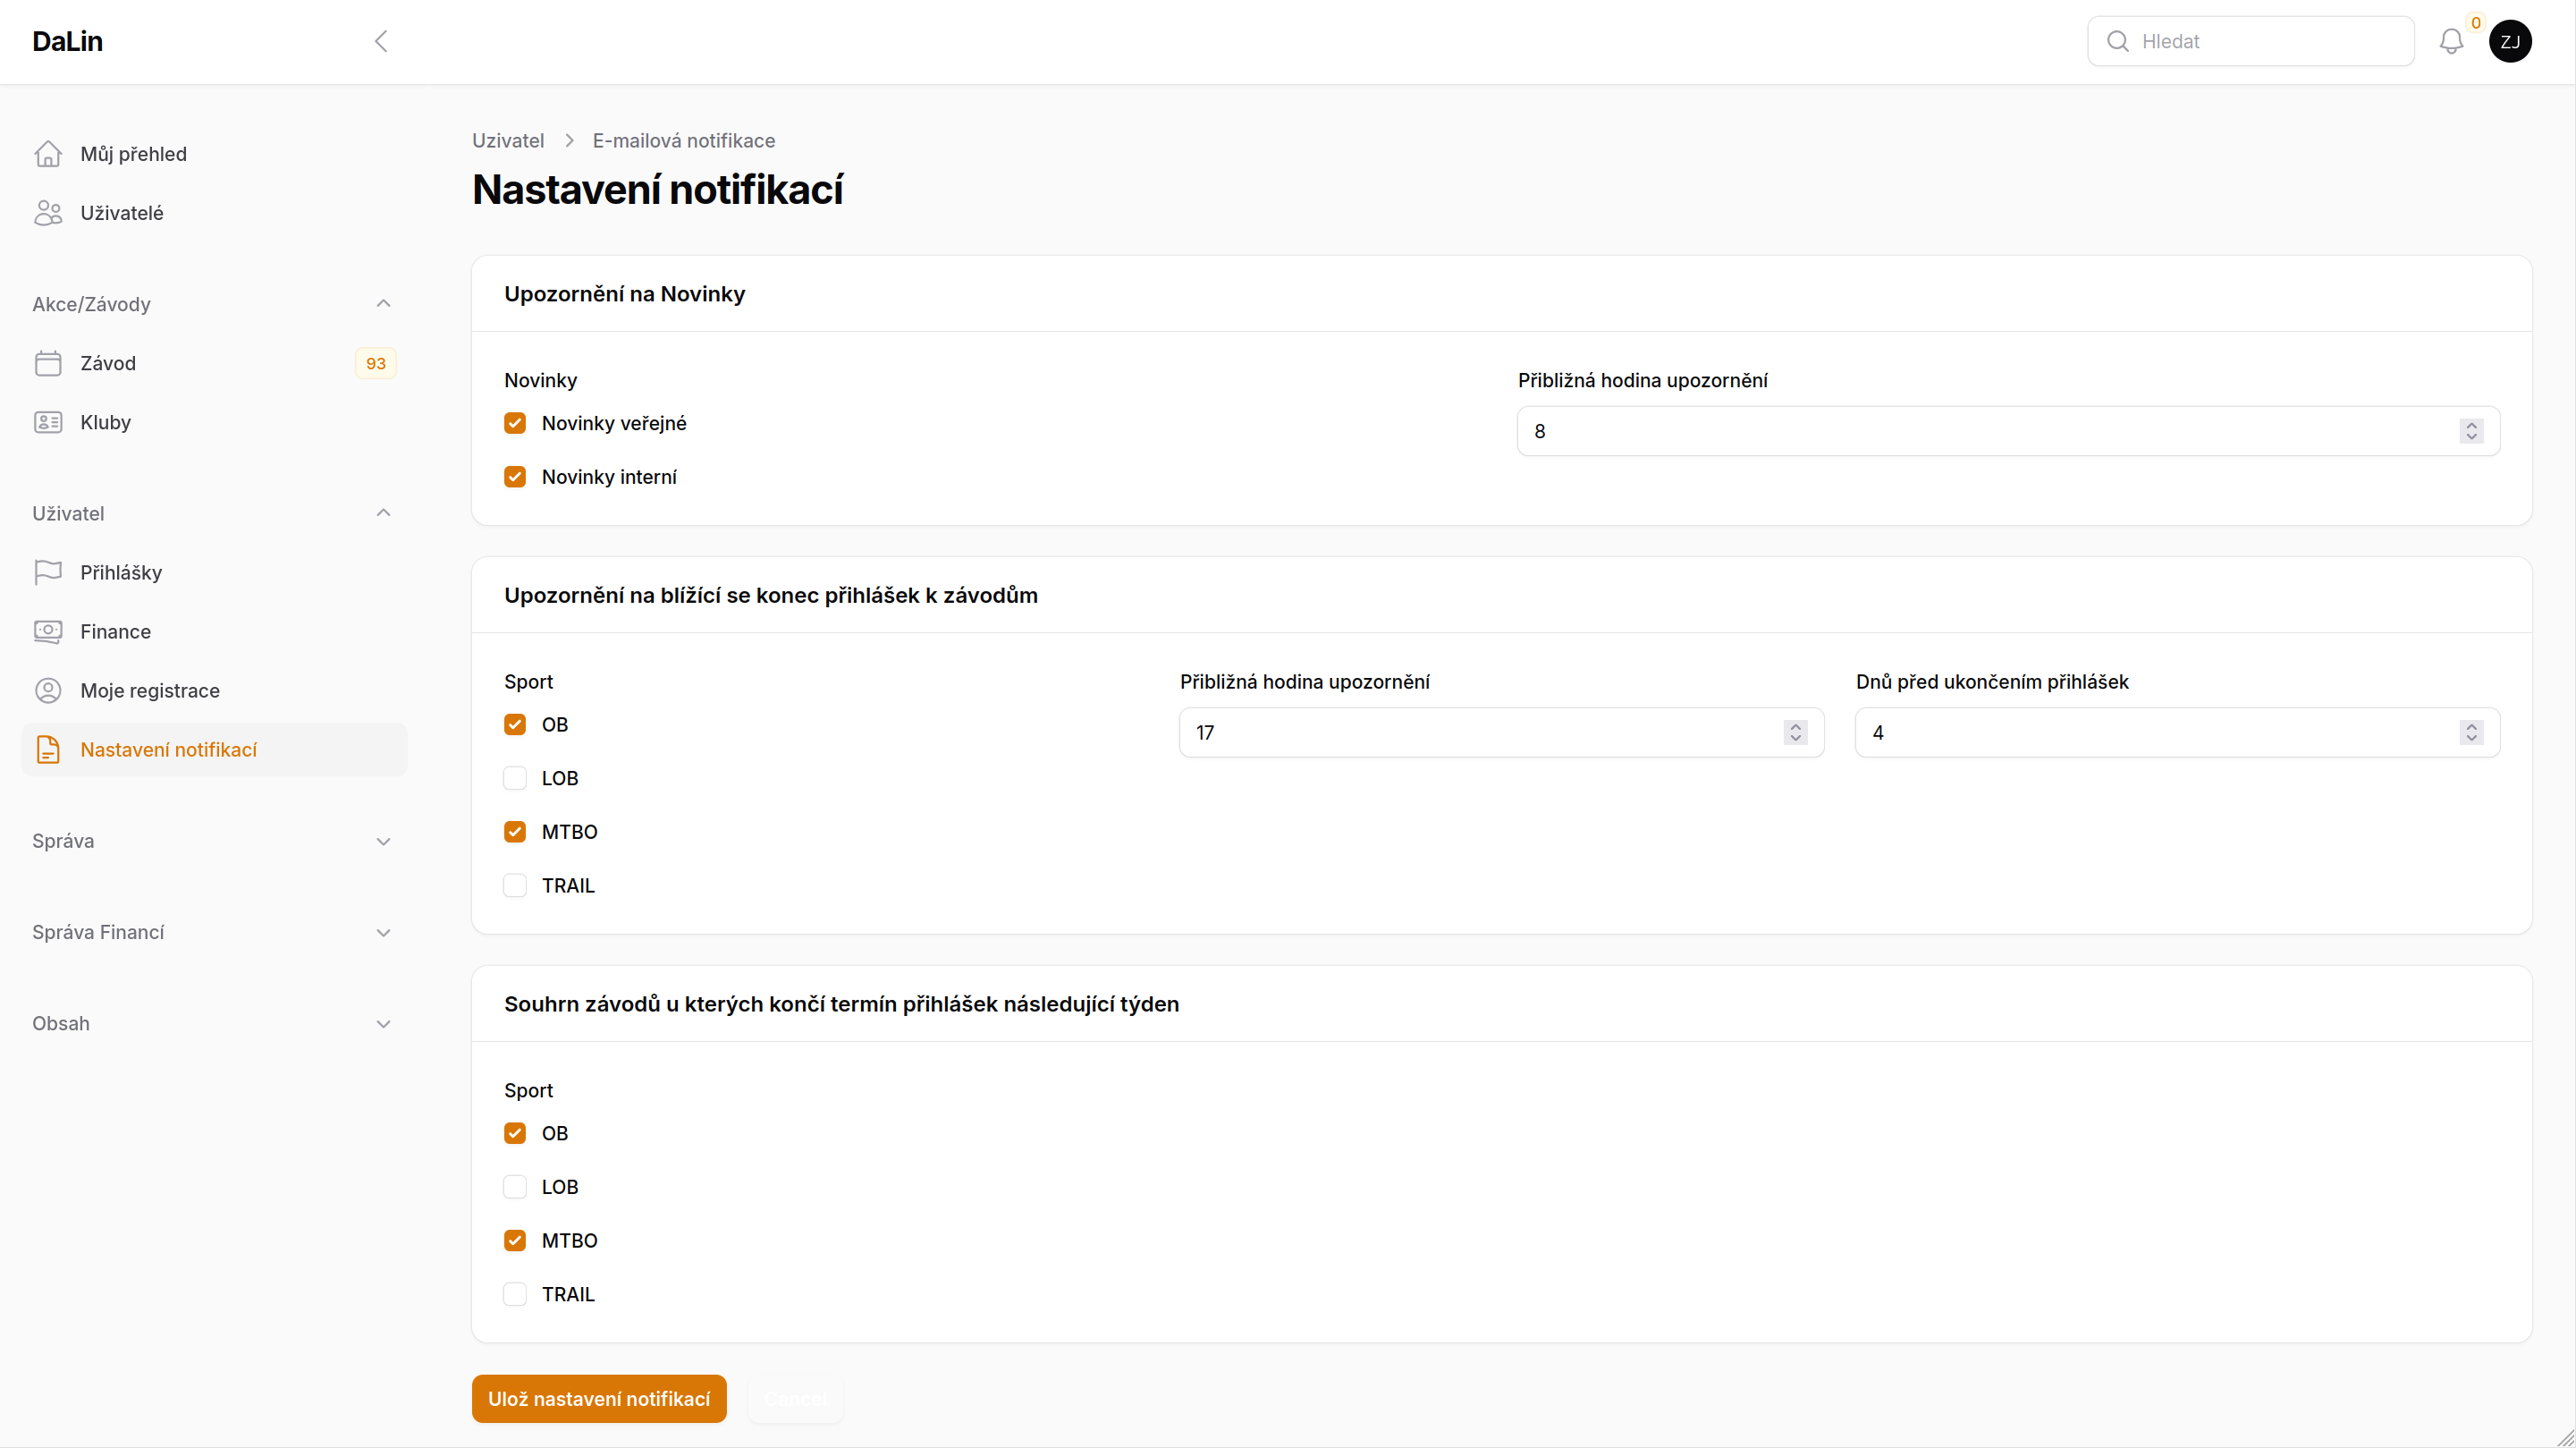 DaLin
Hledat
0
ZJ
Můj přehled
Uživatelé
Akce/Závody
Závod
93
Kluby
Uživatel
Přihlášky
Finance
Moje registrace
Nastavení notifikací
Správa
Správa Financí
Obsah
Uzivatel > E-mailová notifikace
Nastavení notifikací
Upozornění na Novinky
Novinky
Novinky veřejné
Novinky interní
Přibližná hodina upozornění
8
Upozornění na blížící se konec přihlášek k závodům
Sport
OB
LOB
MTBO
TRAIL
Přibližná hodina upozornění
17
Dnů před ukončením přihlášek
4
Souhrn závodů u kterých končí termín přihlášek následující týden
Sport
OB
LOB
MTBO
TRAIL
Ulož nastavení notifikací
Cancel